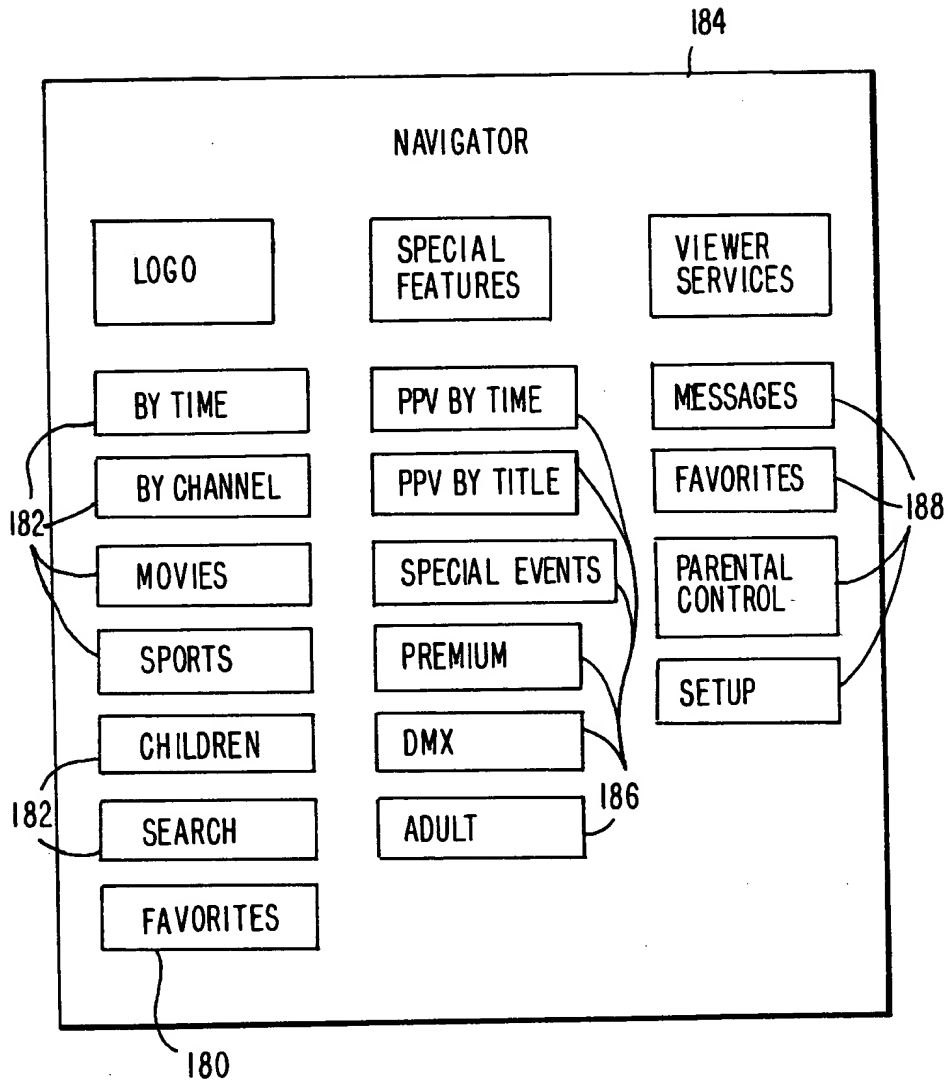 184
NAVIGATOR
LOGO
SPECIAL
FEATURES
VIEWER
SERVICES
BY TIME
BY CHANNEL
MOVIES
SPORTS
CHILDREN
SEARCH
FAVORITES
182
182
180
PPV BY TIME
PPV BY TITLE
SPECIAL EVENTS
PREMIUM
DMX
ADULT
186
MESSAGES
FAVORITES
PARENTAL
CONTROL
SETUP
188